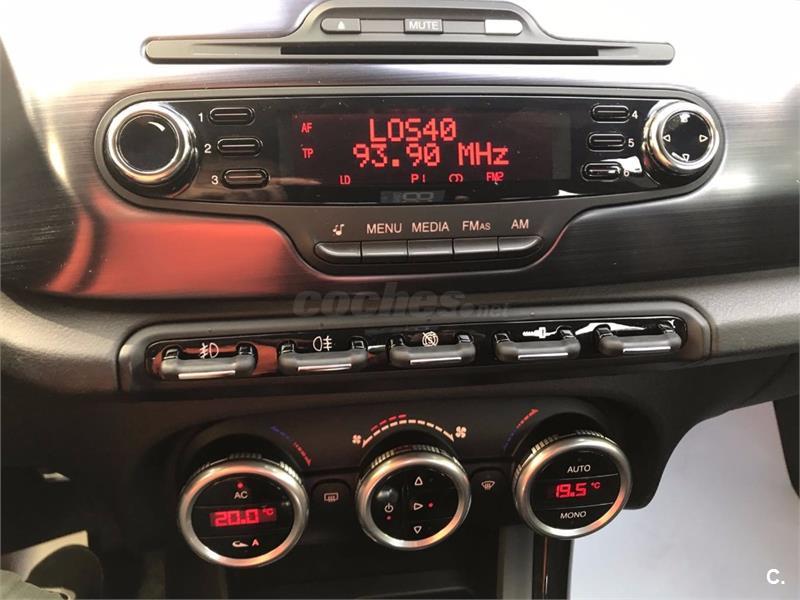 MUTE
1
2
3
AF
TP
LOS40
93.90 MHz
LD P1 FM2
4
5
6
MENU MEDIA FMAS AM
coches.net
AC
20.0 °C
A
AUTO
19.5 °C
MONO
C.